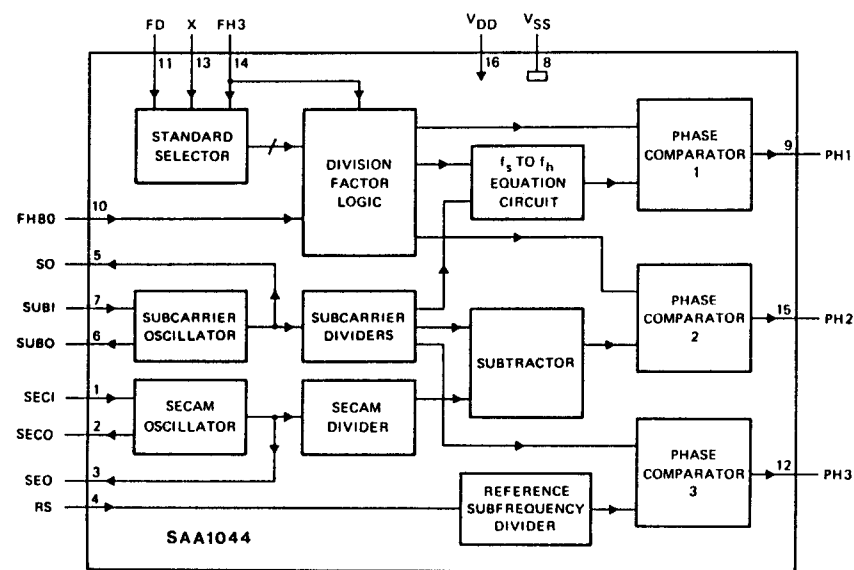 FD X FH3 VDD VSS
11 13 14 16 8
STANDARD
SELECTOR
DIVISION
FACTOR
LOGIC
fs TO fh
EQUATION
CIRCUIT
PHASE
COMPARATOR
1
9 PH1
FH80 10
SO 5
SUBI 7
SUBO 6
SUBCARRIER
OSCILLATOR
SUBCARRIER
DIVIDERS
SUBTRACTOR
PHASE
COMPARATOR
2
15 PH2
SECI 1
SECO 2
SECAM
OSCILLATOR
SECAM
DIVIDER
SEO 3
RS 4
REFERENCE
SUBFREQUENCY
DIVIDER
PHASE
COMPARATOR
3
12 PH3
SAA1044